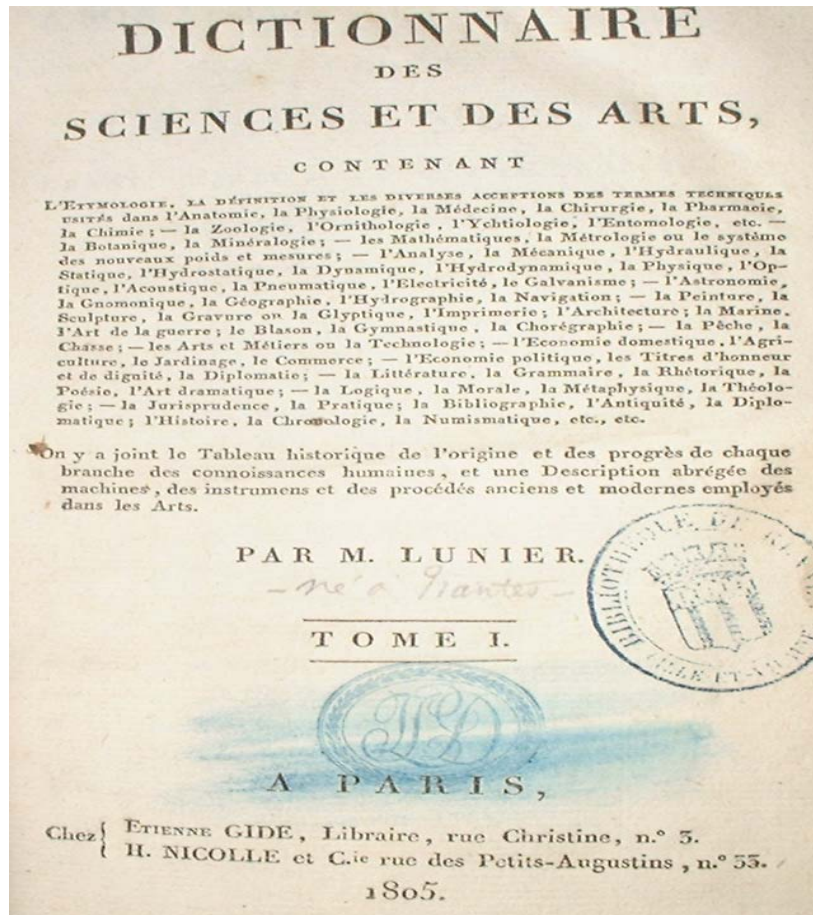 DICTIONNAIRE
DES
SCIENCES ET DES ARTS,
CONTENANT
L'ETYMOLOGIE, LA DÉFINITION ET LES DIVERSES ACCEPTIONS DES TERMES TECHNIQUES
USITÉS dans l'Anatomie, la Physiologie, la Médecine, la Chirurgie, la Pharmacie,
la Chimie ; — la Zoologie, l'Ornithologie, l'Ychtiologie, l'Entomologie, etc. —
la Botanique, la Minéralogie ; — les Mathématiques, la Métrologie ou le système
des nouveaux poids et mesures ; — l'Analyse, la Mécanique, l'Hydraulique, la
Statique, l'Hydrostatique, la Dynamique, l'Hydrodynamique, la Physique, l'Op-
tique, l'Acoustique, la Pneumatique, l'Electricité, le Galvanisme ; — l'Astronomie,
la Gnomonique, la Géographie, l'Hydrographie, la Navigation ; — la Peinture, la
Sculpture, la Gravure ou la Glyptique, l'Imprimerie ; l'Architecture ; la Marine,
l'Art de la guerre ; le Blason, la Gymnastique, la Chorégraphie ; — la Pêche, la
Chasse ; — les Arts et Métiers ou la Technologie ; — l'Economie domestique, l'Agri-
culture, le Jardinage, le Commerce ; — l'Economie politique, les Titres d'honneur
et de dignité, la Diplomatie ; — la Littérature, la Grammaire, la Rhétorique, la
Poésie, l'Art dramatique ; — la Logique, la Morale, la Métaphysique, la Théolo-
gie ; — la Jurisprudence, la Pratique ; la Bibliographie, l'Antiquité, la Diplo-
matique ; l'Histoire, la Chronologie, la Numismatique, etc., etc.
On y a joint le Tableau historique de l'origine et des progrès de chaque
branche des connoissances humaines, et une Description abrégée des
machines, des instrumens et des procédés anciens et modernes employés
dans les Arts.
PAR M. LUNIER.
– né à Nantes –
BIBLIOTHÈQUE DE
ILLE-ET-VILAINE
TOME I.
A PARIS,
Chez { ETIENNE GIDE, Libraire, rue Christine, n.º 3.
H. NICOLLE et C.ie rue des Petits-Augustins, n.º 33.
1805.